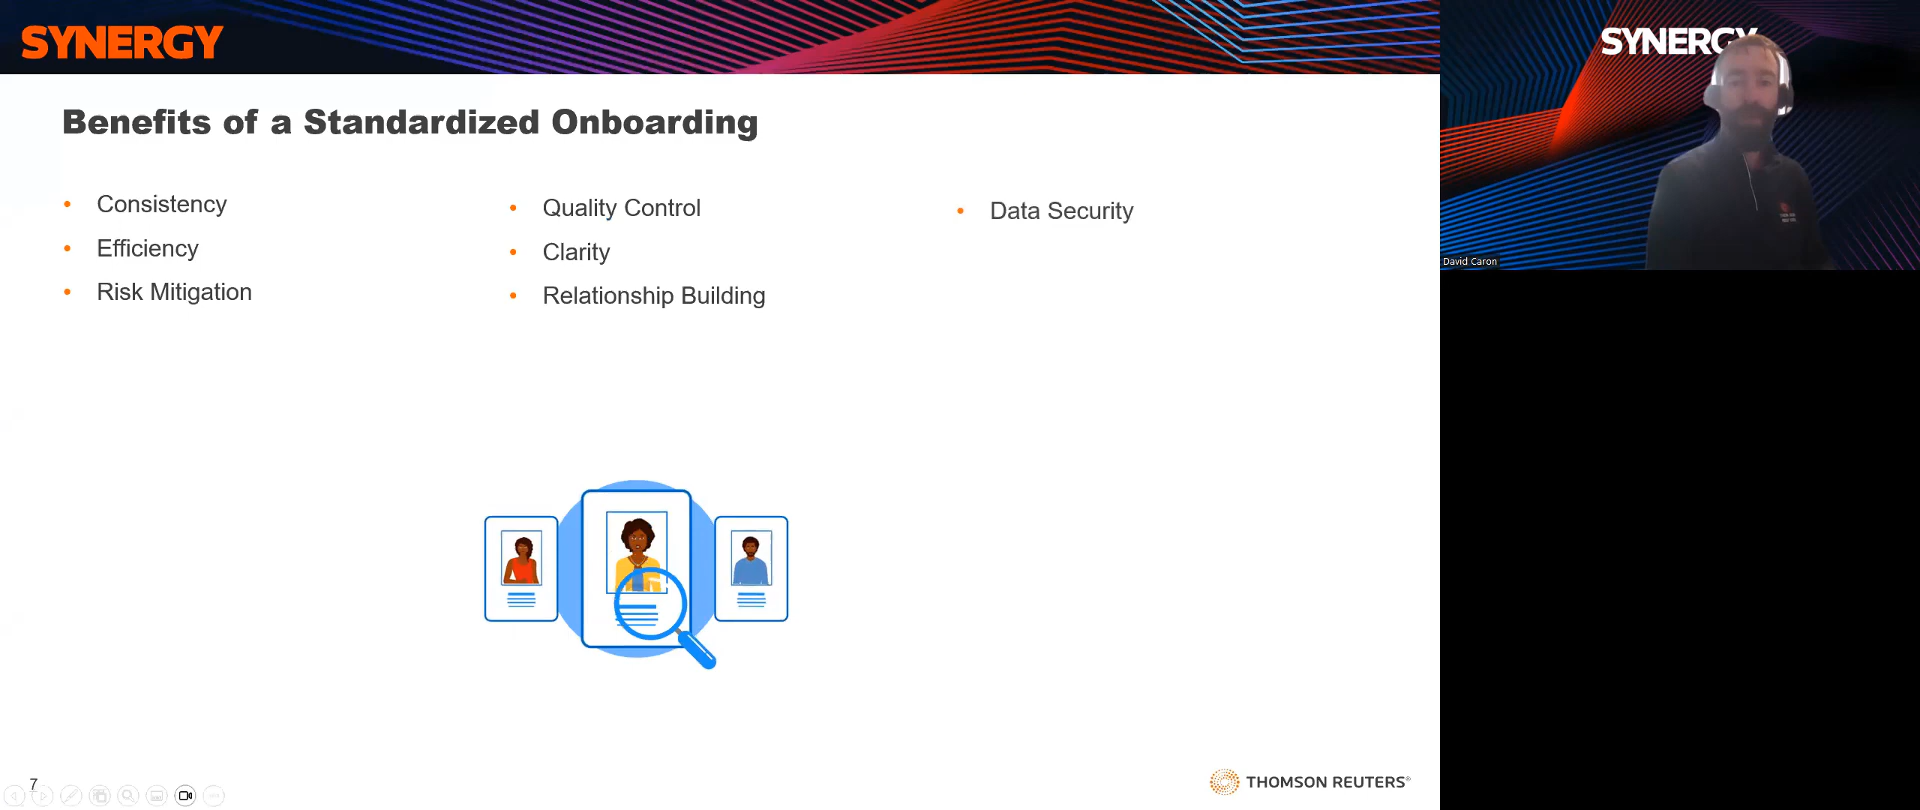 SYNERGY
Benefits of a Standardized Onboarding
• Consistency
• Efficiency
• Risk Mitigation
• Quality Control
• Clarity
• Relationship Building
• Data Security
7
THOMSON REUTERS®
SYNERGY
David Caron